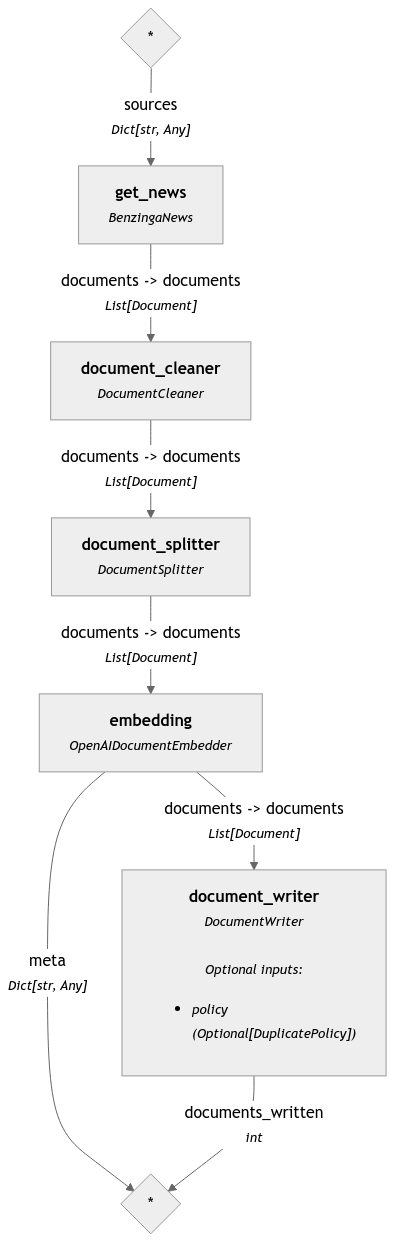 *
sources
Dict[str, Any]
get_news
BenzingaNews
documents -> documents
List[Document]
document_cleaner
DocumentCleaner
documents -> documents
List[Document]
document_splitter
DocumentSplitter
documents -> documents
List[Document]
embedding
OpenAIDocumentEmbedder
documents -> documents
List[Document]
document_writer
DocumentWriter
Optional inputs:
• policy
(Optional[DuplicatePolicy])
meta
Dict[str, Any]
documents_written
int
*